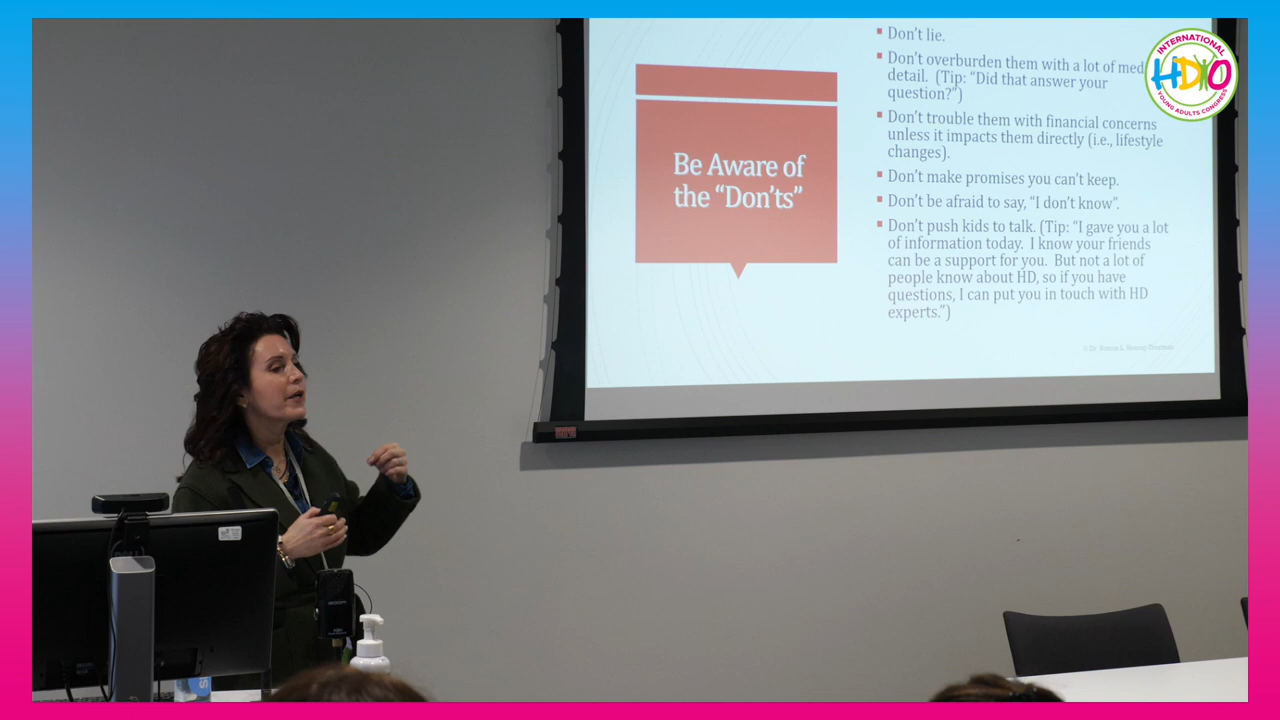 Be Aware of
the "Don'ts"
Don't lie.
Don't overburden them with a lot of med
detail. (Tip: "Did that answer your
question?")
Don't trouble them with financial concerns
unless it impacts them directly (i.e., lifestyle
changes).
Don't make promises you can't keep.
Don't be afraid to say, "I don't know".
Don't push kids to talk. (Tip: "I gave you a lot
of information today. I know your friends
can be a support for you. But not a lot of
people know about HD, so if you have
questions, I can put you in touch with HD
experts.")
INTERNATIONAL
HDYO
YOUNG ADULTS CONGRESS